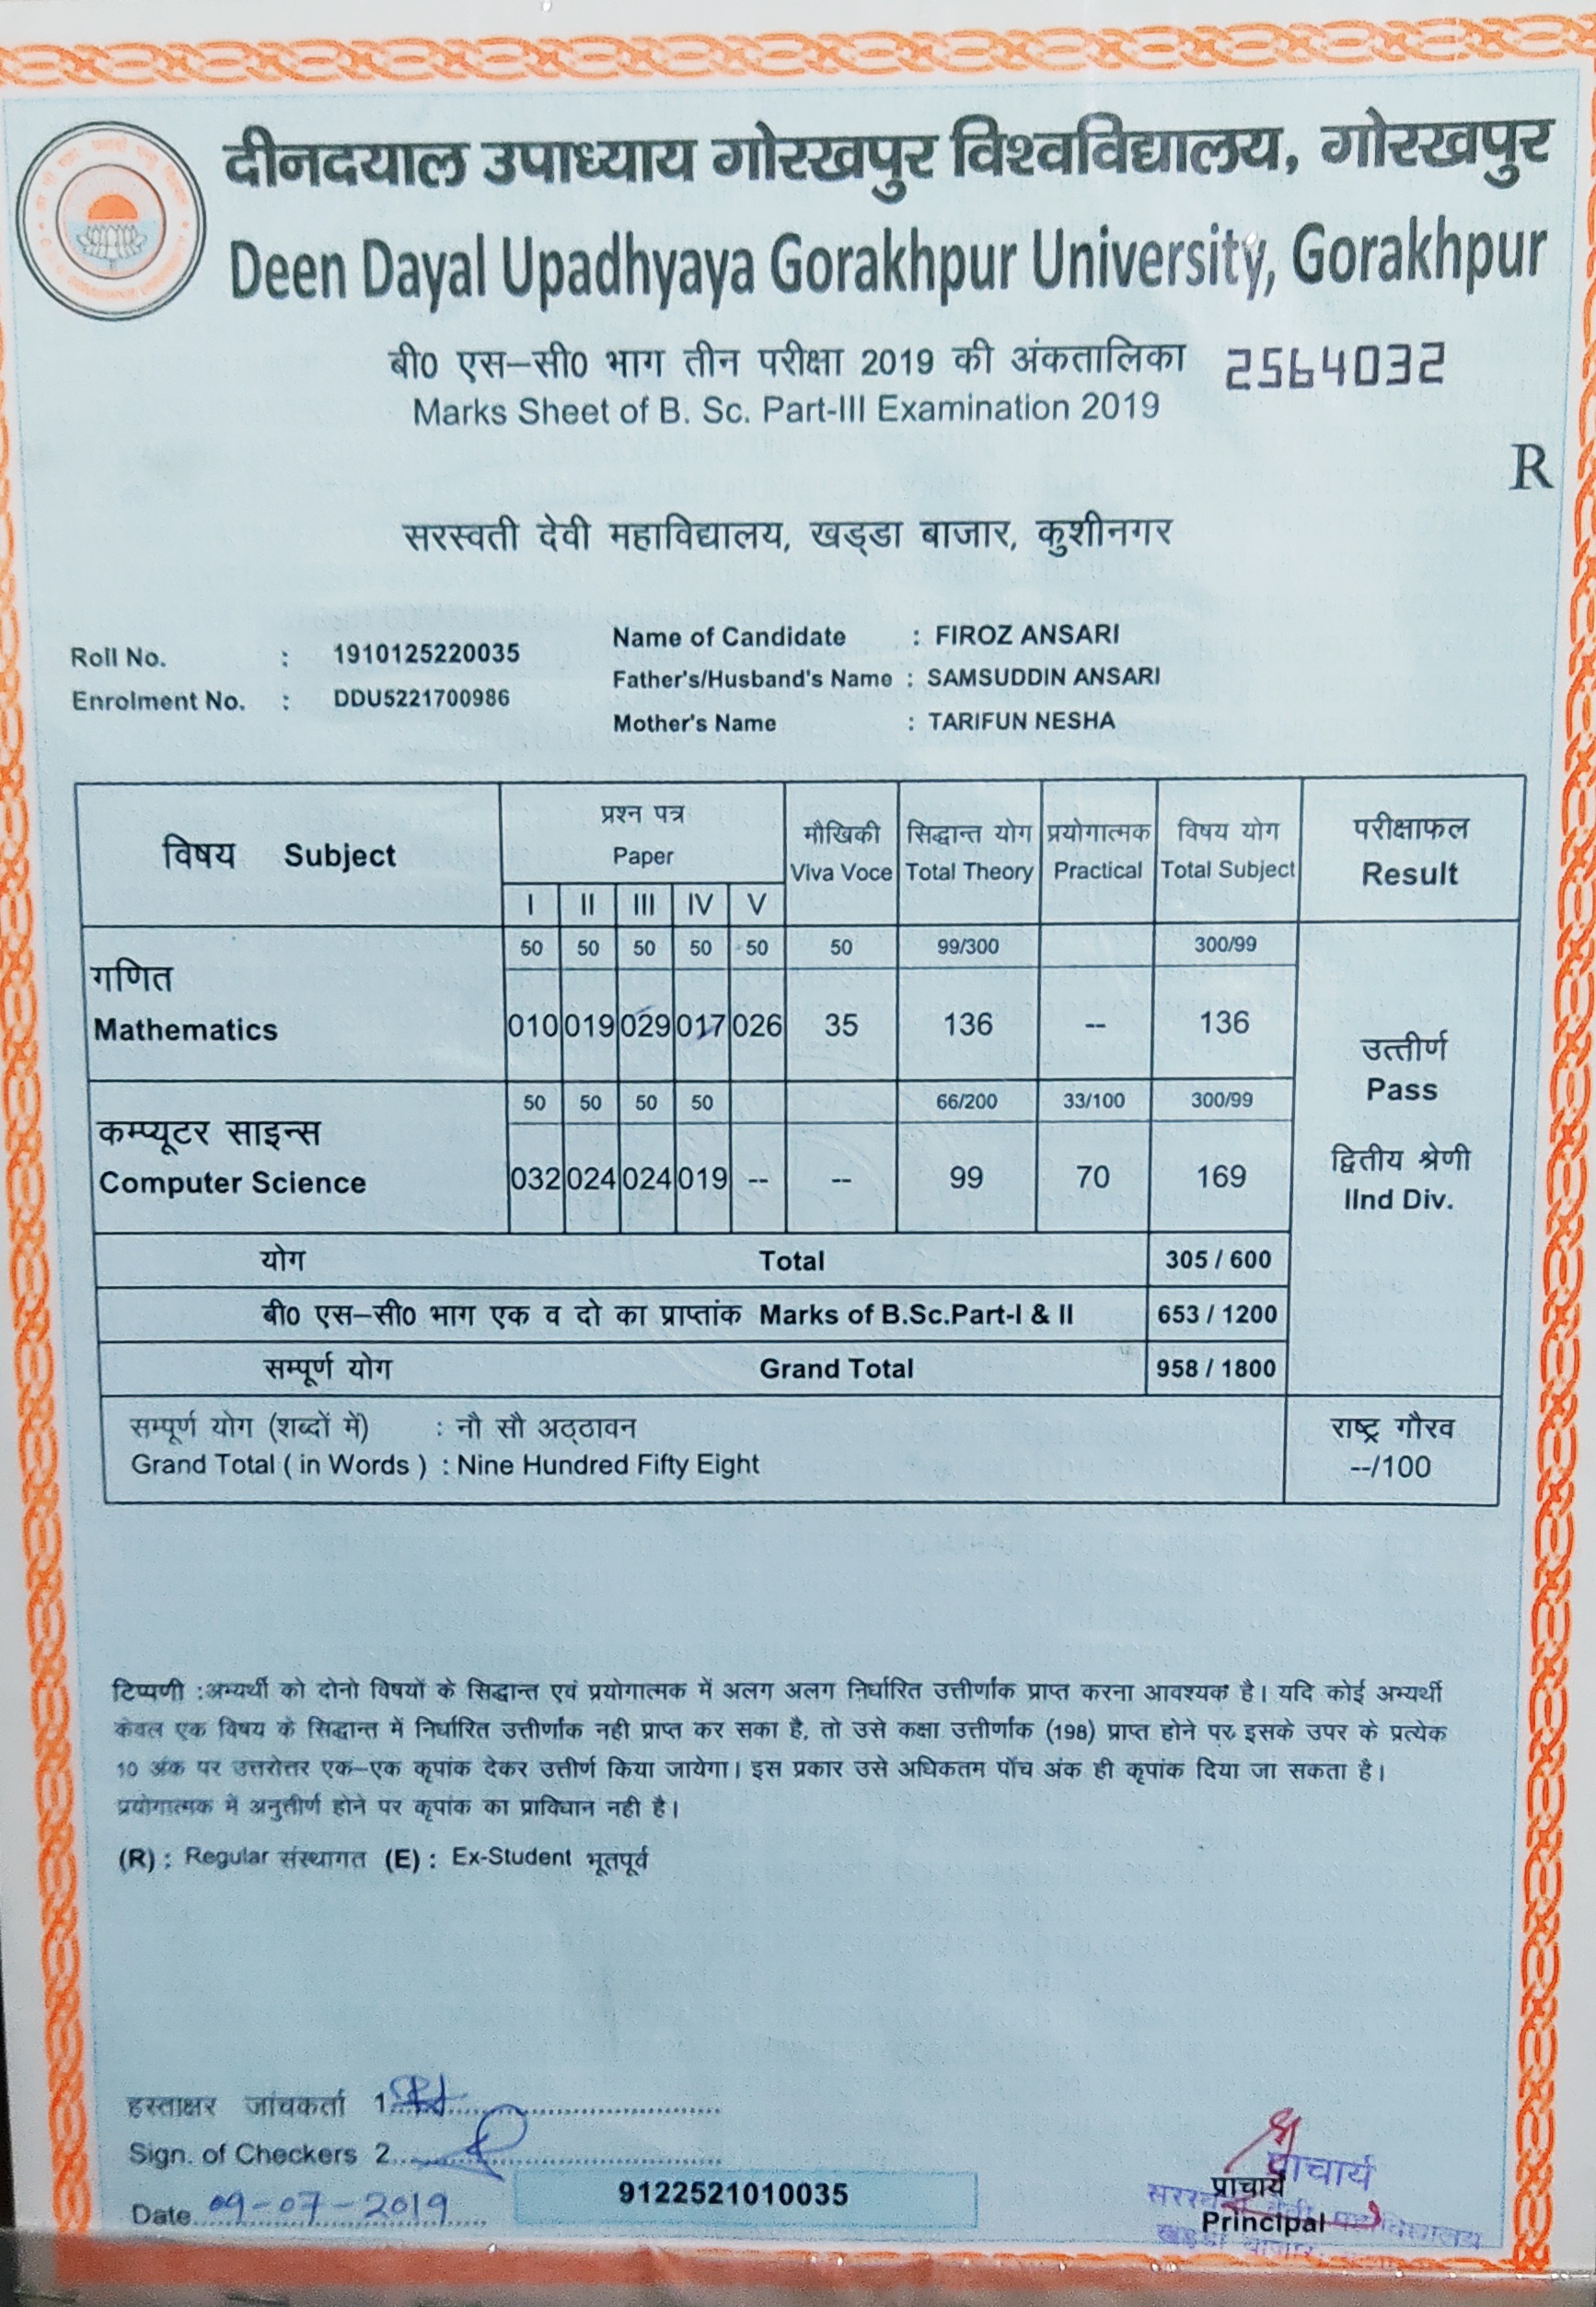 दीनदयाल उपाध्याय गोरखपुर विश्वविद्यालय, गोरखपुर
Deen Dayal Upadhyaya Gorakhpur University, Gorakhpur
बी0 एस–सी0 भाग तीन परीक्षा 2019 की अंकतालिका 2564032
Marks Sheet of B. Sc. Part-III Examination 2019
R
सरस्वती देवी महाविद्यालय, खड्डा बाजार, कुशीनगर
Roll No. : 1910125220035
Enrolment No. : DDU5221700986
Name of Candidate : FIROZ ANSARI
Father's/Husband's Name : SAMSUDDIN ANSARI
Mother's Name : TARIFUN NESHA
विषय Subject
प्रश्न पत्र
Paper
I II III IV V
मौखिकी
Viva Voce
सिद्धान्त योग
Total Theory
प्रयोगात्मक
Practical
विषय योग
Total Subject
परीक्षाफल
Result
गणित
Mathematics
50 50 50 50 50 50 99/300 300/99
010 019 029 017 026 35 136 -- 136
कम्प्यूटर साइन्स
Computer Science
50 50 50 50 66/200 33/100 300/99
032 024 024 019 -- -- 99 70 169
उत्तीर्ण
Pass
द्वितीय श्रेणी
IInd Div.
योग Total 305 / 600
बी0 एस–सी0 भाग एक व दो का प्राप्तांक Marks of B.Sc.Part-I & II 653 / 1200
सम्पूर्ण योग Grand Total 958 / 1800
सम्पूर्ण योग (शब्दों में) : नौ सौ अठ्ठावन
Grand Total ( in Words ) : Nine Hundred Fifty Eight
राष्ट्र गौरव
--/100
टिप्पणी :अभ्यर्थी को दोनो विषयों के सिद्धान्त एवं प्रयोगात्मक में अलग अलग निर्धारित उत्तीर्णांक प्राप्त करना आवश्यक है। यदि कोई अभ्यर्थी
केवल एक विषय के सिद्धान्त में निर्धारित उत्तीर्णांक नही प्राप्त कर सका है, तो उसे कक्षा उत्तीर्णांक (198) प्राप्त होने पर इसके उपर के प्रत्येक
10 अंक पर उत्तरोत्तर एक–एक कृपांक देकर उत्तीर्ण किया जायेगा। इस प्रकार उसे अधिकतम पाँच अंक ही कृपांक दिया जा सकता है।
प्रयोगात्मक में अनुत्तीर्ण होने पर कृपांक का प्राविधान नही है।
(R) : Regular संस्थागत (E) : Ex-Student भूतपूर्व
हस्ताक्षर जांचकर्ता 1
Sign. of Checkers 2
Date 09-07-2019
9122521010035
प्राचार्य
प्राचार्य
Principal